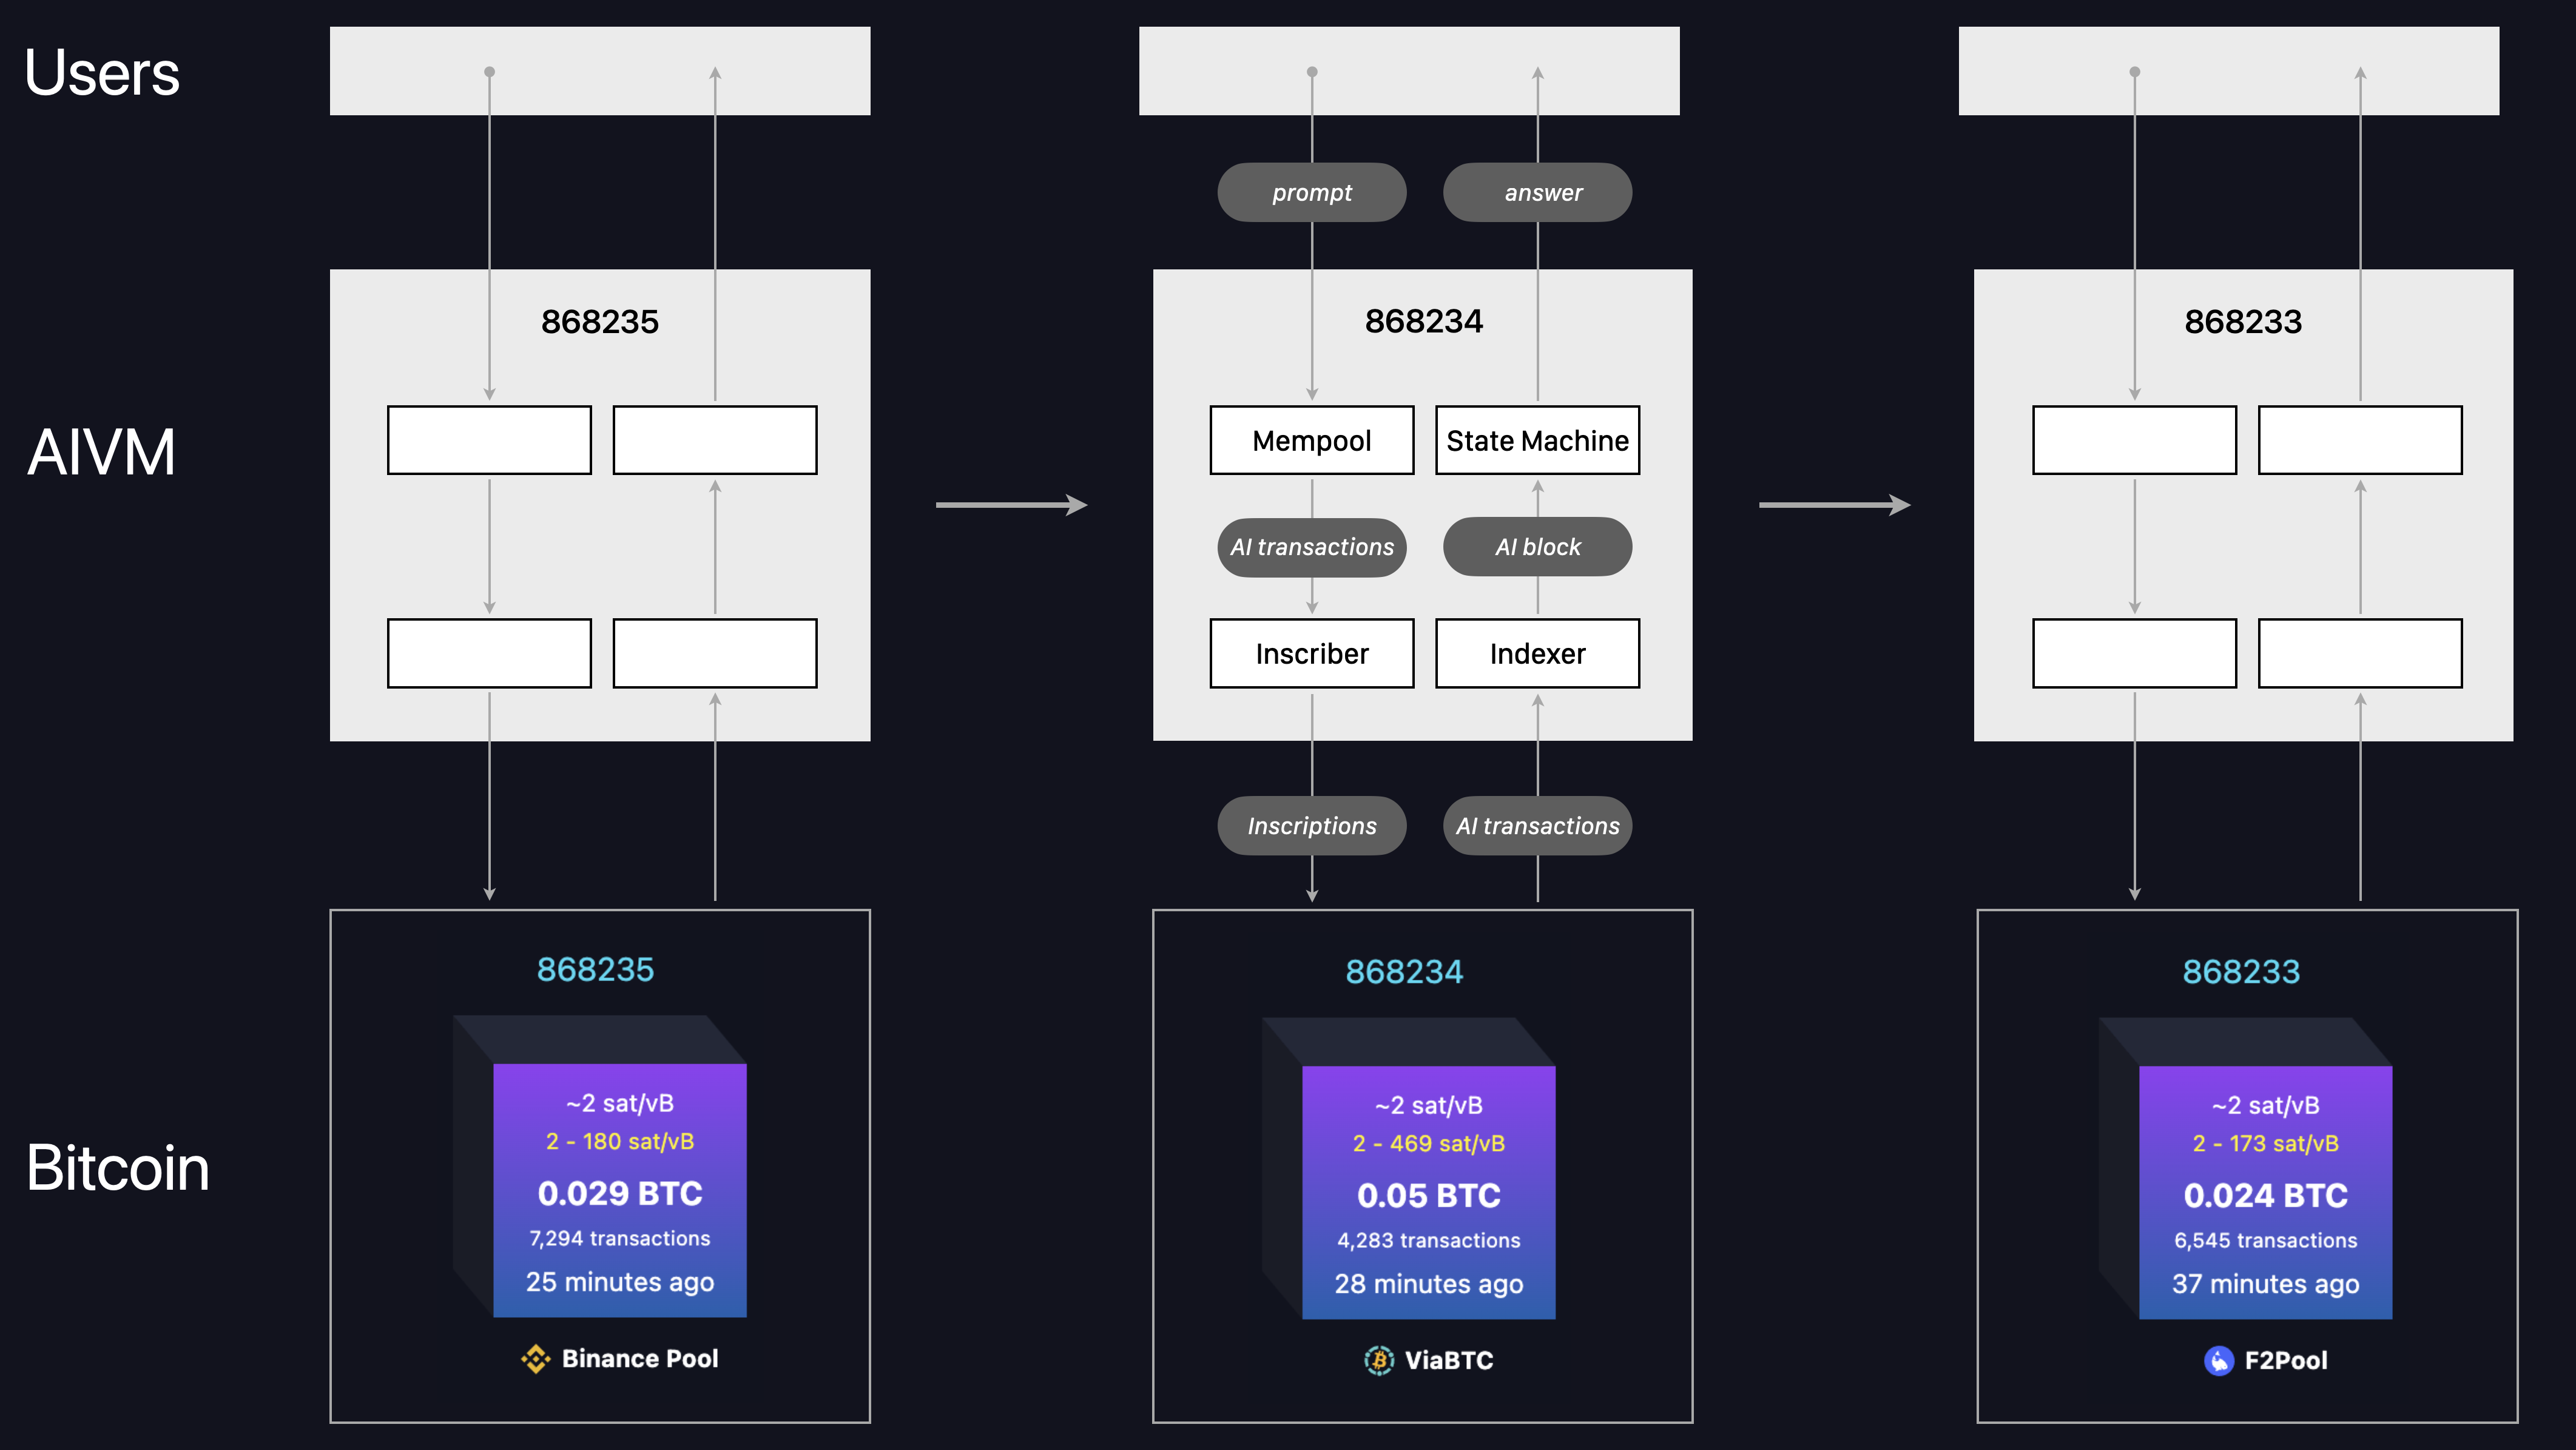 Users
prompt
answer
AIVM
868235
868234
868233
Mempool
State Machine
AI transactions
AI block
Inscriber
Indexer
Inscriptions
AI transactions
Bitcoin
868235
~2 sat/vB
2 - 180 sat/vB
0.029 BTC
7,294 transactions
25 minutes ago
Binance Pool
868234
~2 sat/vB
2 - 469 sat/vB
0.05 BTC
4,283 transactions
28 minutes ago
ViaBTC
868233
~2 sat/vB
2 - 173 sat/vB
0.024 BTC
6,545 transactions
37 minutes ago
F2Pool